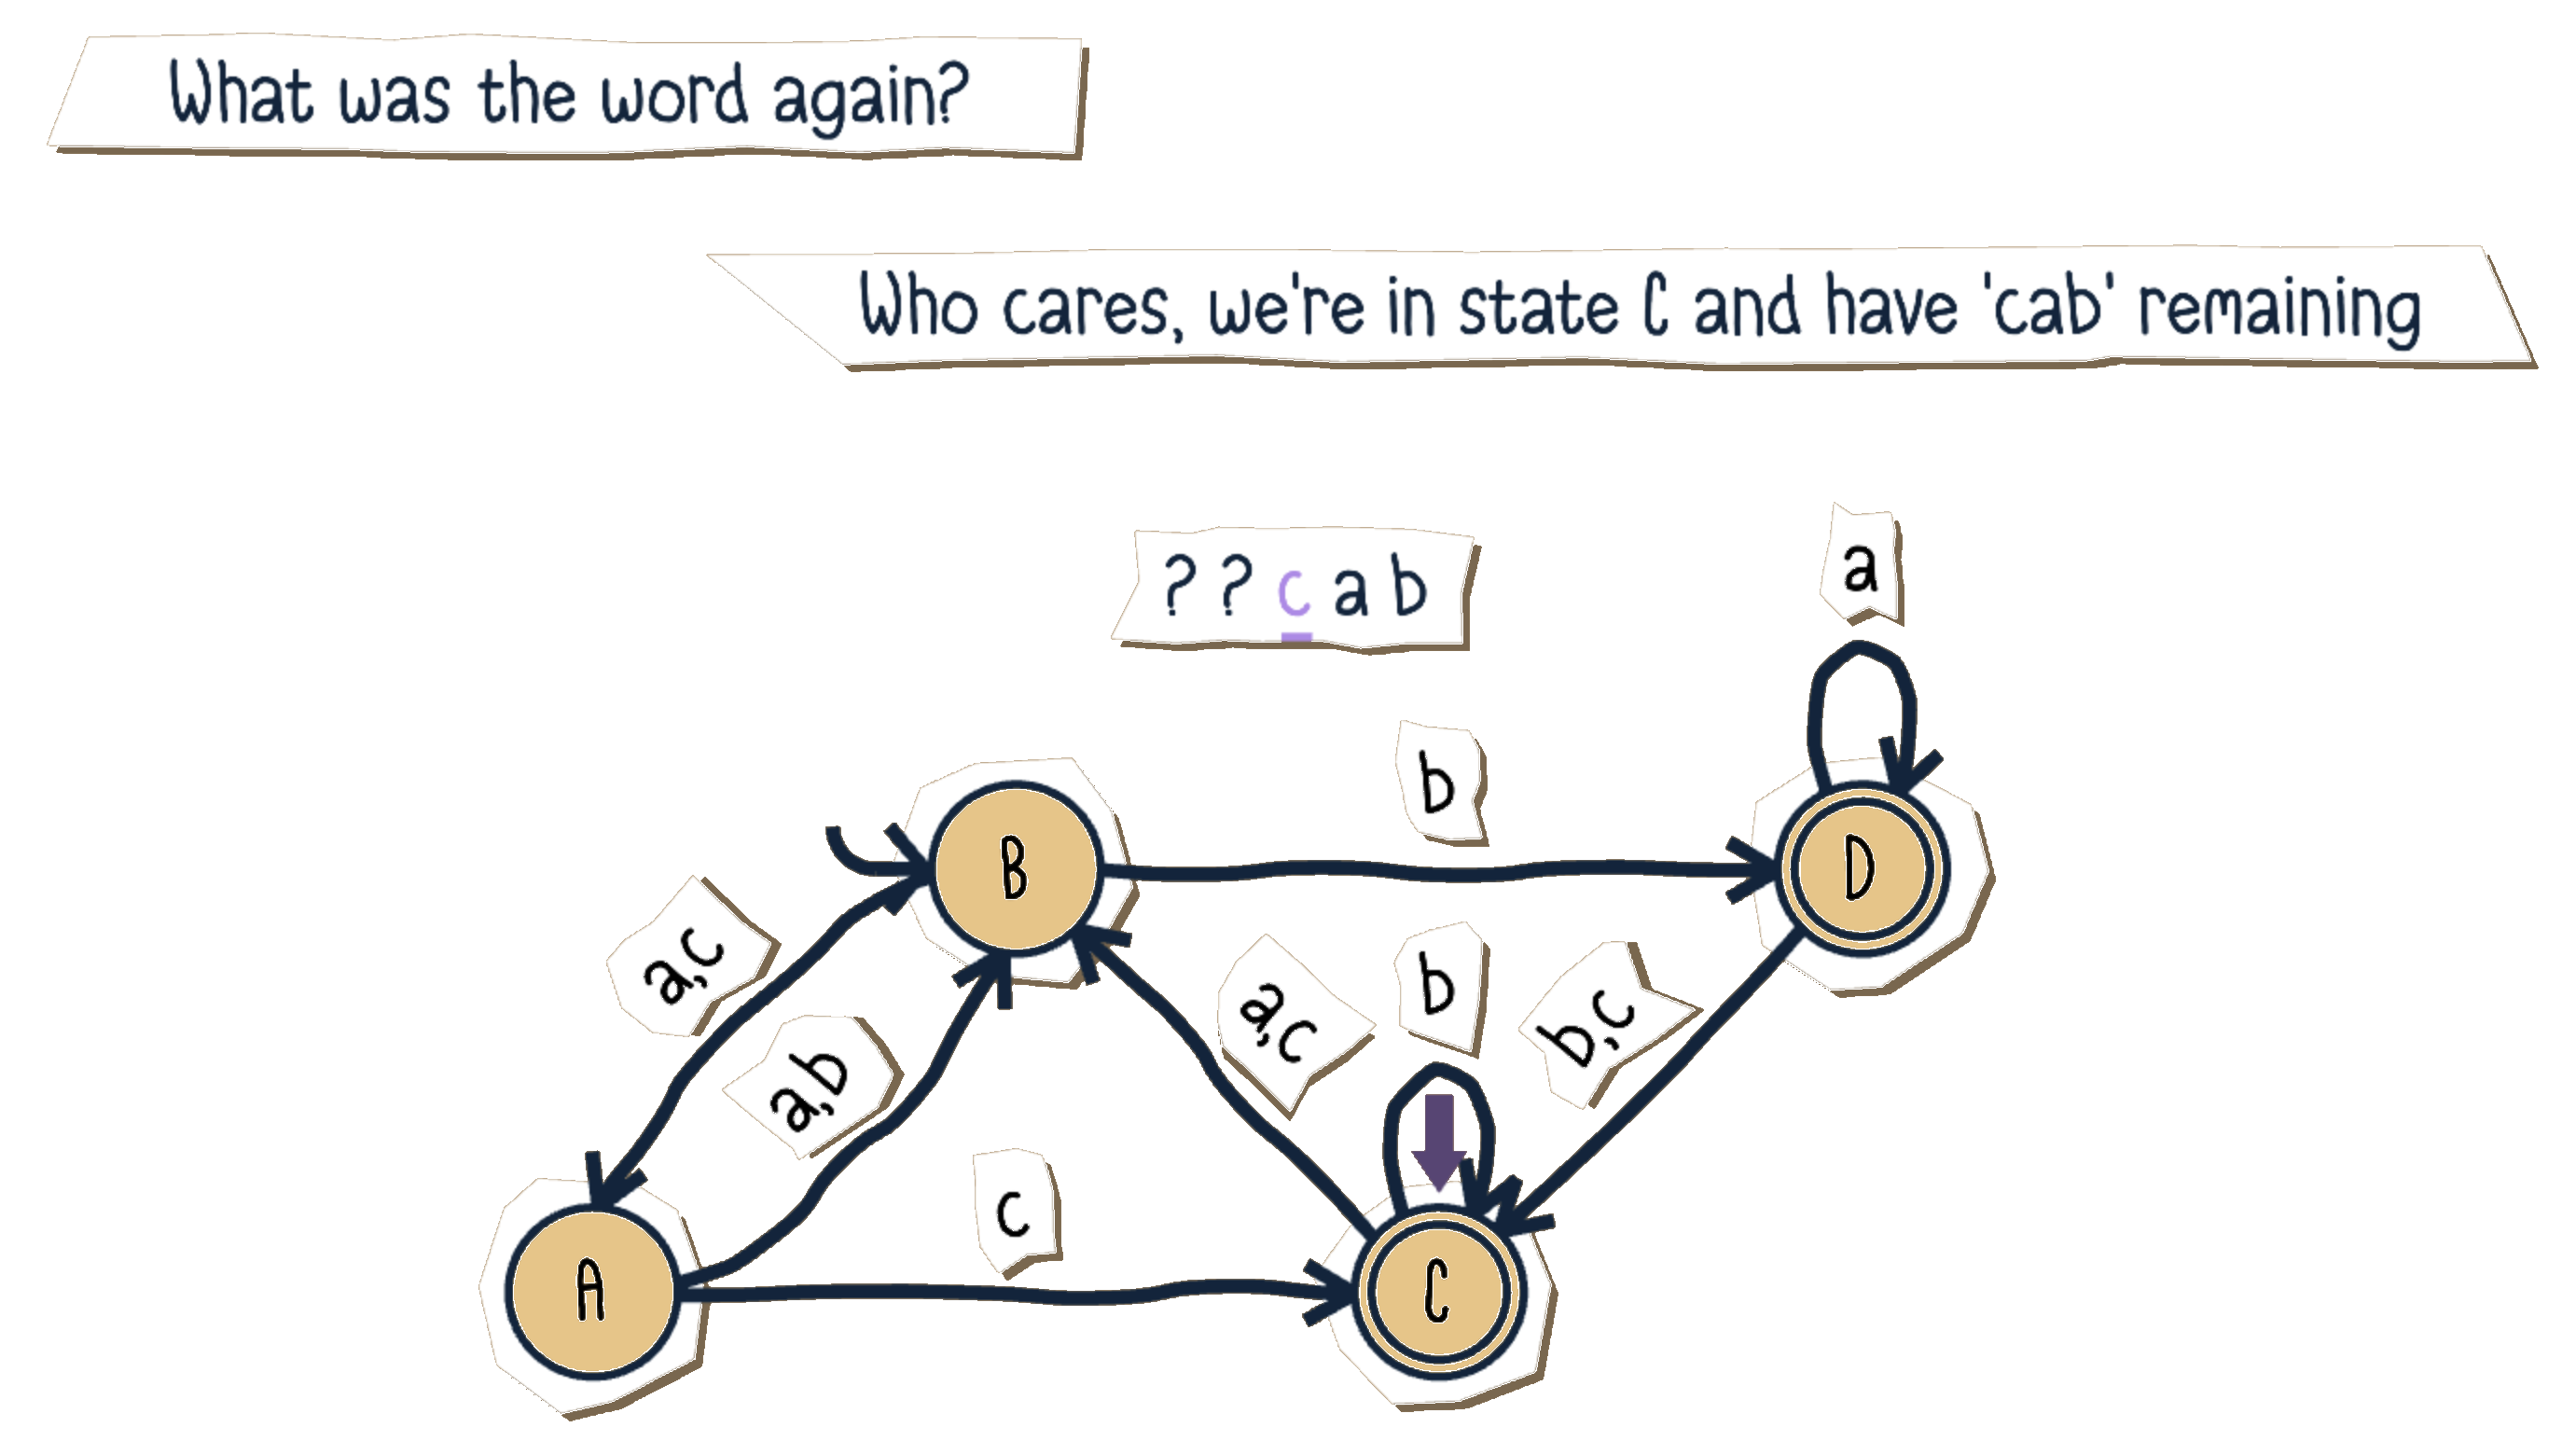 What was the word again?
Who cares, we're in state C and have 'cab' remaining
? ? c a b
a
b
B
D
a,c
a,b
a,c
b
b,c
c
A
C